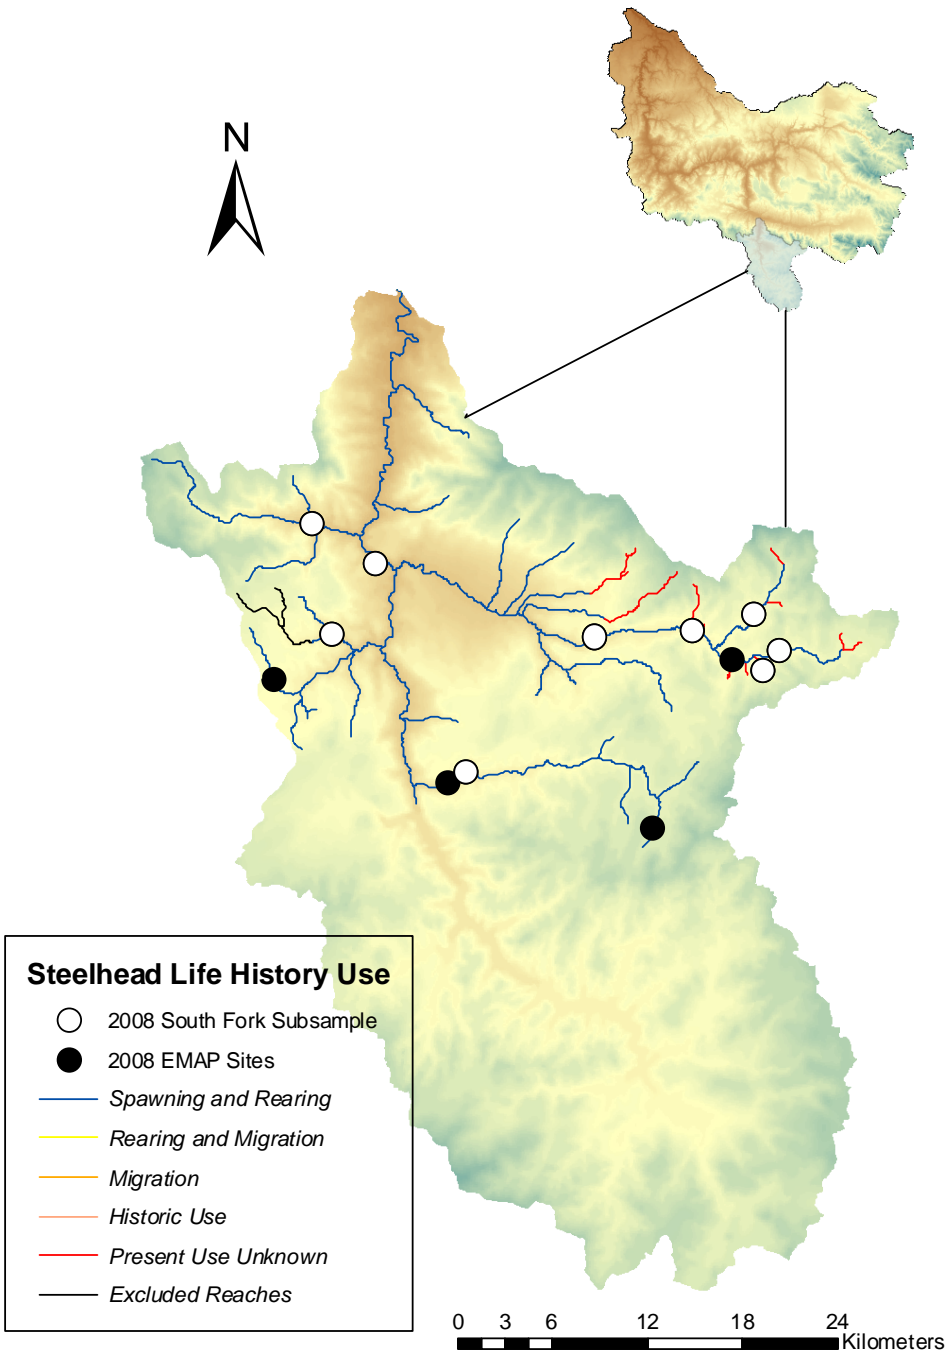 N
Steelhead Life History Use
2008 South Fork Subsample
2008 EMAP Sites
Spawning and Rearing
Rearing and Migration
Migration
Historic Use
Present Use Unknown
Excluded Reaches
0 3 6 12 18 24
Kilometers